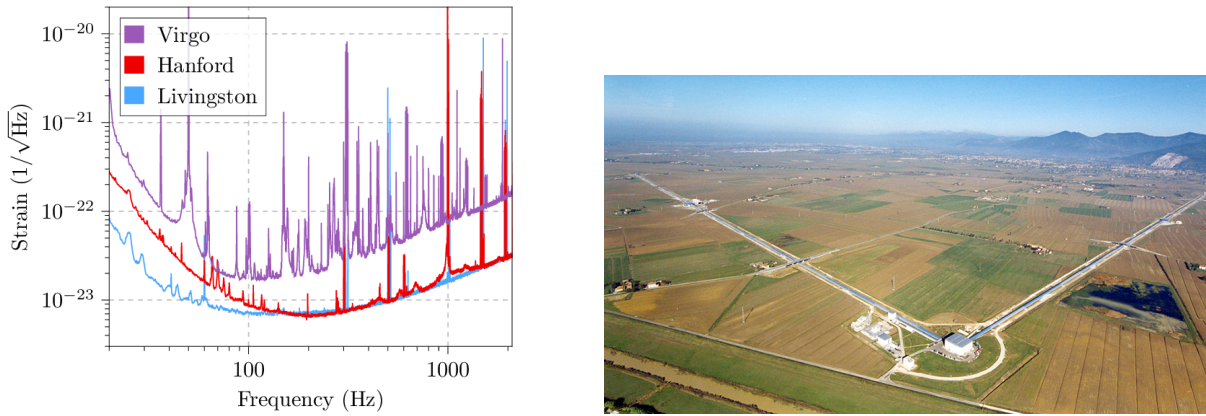 10⁻²⁰
10⁻²¹
10⁻²²
10⁻²³
Strain (1/√Hz)
Virgo
Hanford
Livingston
100
1000
Frequency (Hz)